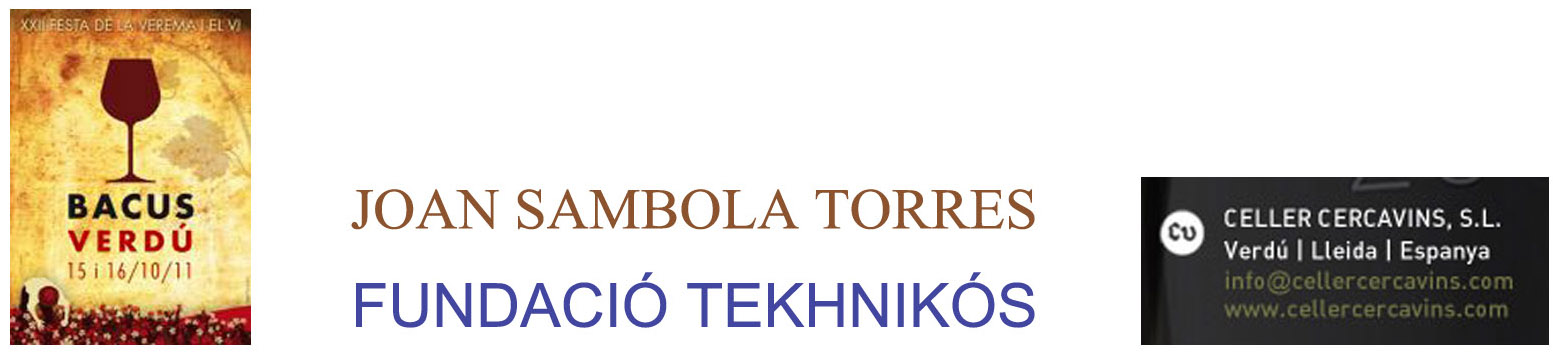 XXII FESTA DE LA VEREMA I EL VI
BACUS
VERDÚ
15 i 16/10/11
JOAN SAMBOLA TORRES
FUNDACIÓ TEKHNIKÓS
cu
CELLER CERCAVINS, S.L.
Verdú | Lleida | Espanya
info@cellercercavins.com
www.cellercercavins.com